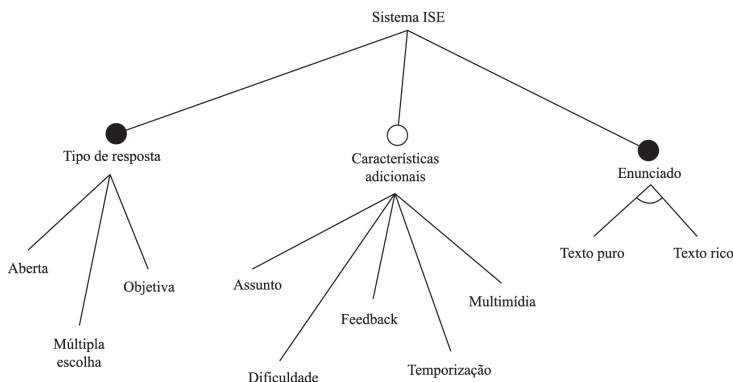 Sistema ISE
Tipo de resposta
Características
adicionais
Enunciado
Aberta
Múltipla
escolha
Objetiva
Assunto
Dificuldade
Feedback
Temporização
Multimídia
Texto puro
Texto rico